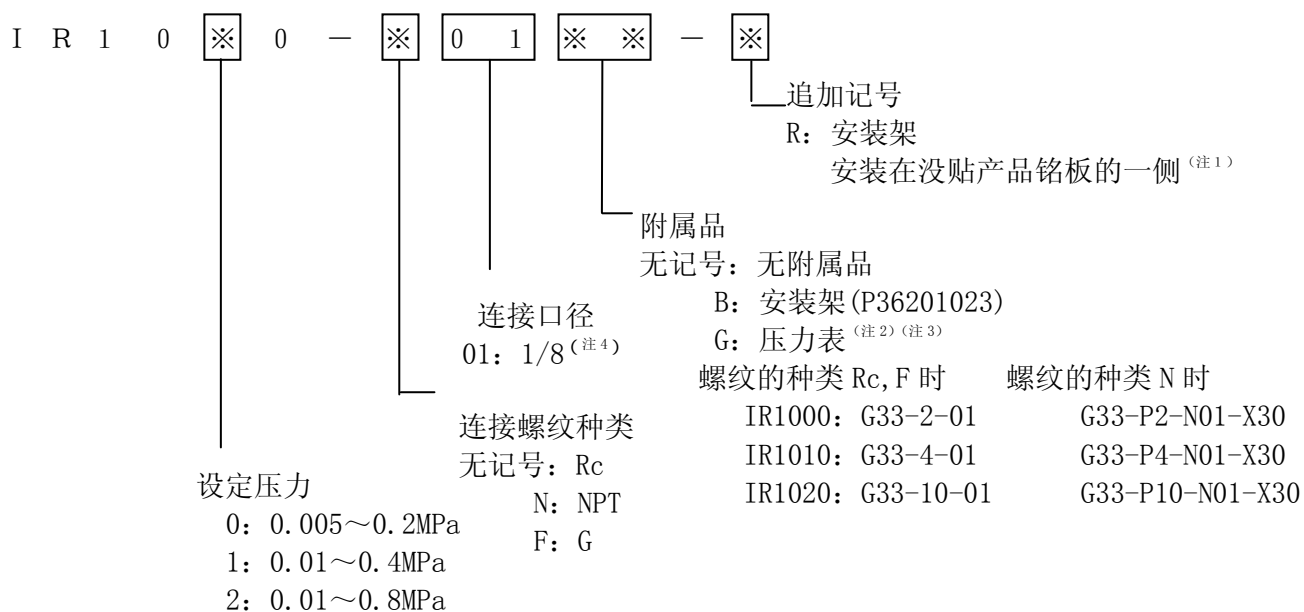 ＩＲ１０※０－※０１※※－※
追加记号
R：安装架
安装在没贴产品铭板的一侧（注1）
附属品
无记号：无附属品
B：安装架(P36201023)
G：压力表（注2）（注3）
螺纹的种类 Rc,F 时 螺纹的种类 N 时
IR1000：G33-2-01 G33-P2-N01-X30
IR1010：G33-4-01 G33-P4-N01-X30
IR1020：G33-10-01 G33-P10-N01-X30
连接口径
01：1/8（注4）
连接螺纹种类
无记号：Rc
N：NPT
F：G
设定压力
0：0.005～0.2MPa
1：0.01～0.4MPa
2：0.01～0.8MPa